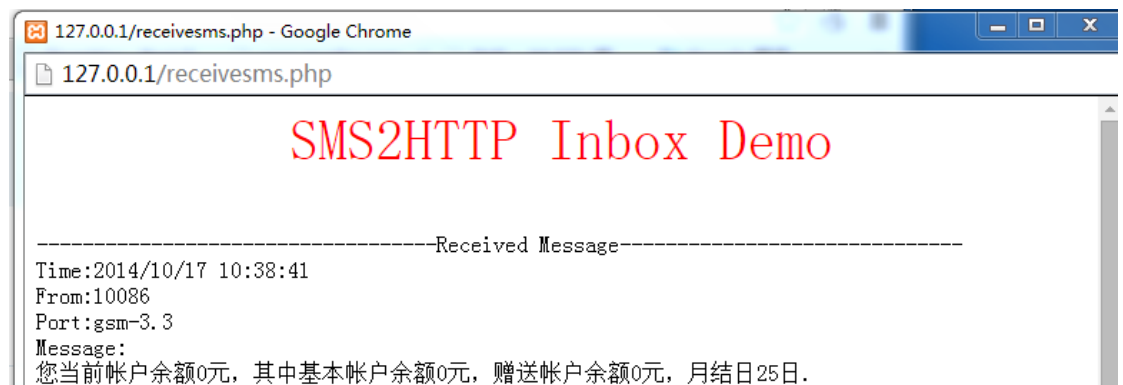 127.0.0.1/receivesms.php - Google Chrome
127.0.0.1/receivesms.php
SMS2HTTP Inbox Demo
-----------------------------------Received Message------------------------------
Time:2014/10/17 10:38:41
From:10086
Port:gsm-3.3
Message:
您当前帐户余额0元，其中基本帐户余额0元，赠送帐户余额0元，月结日25日.